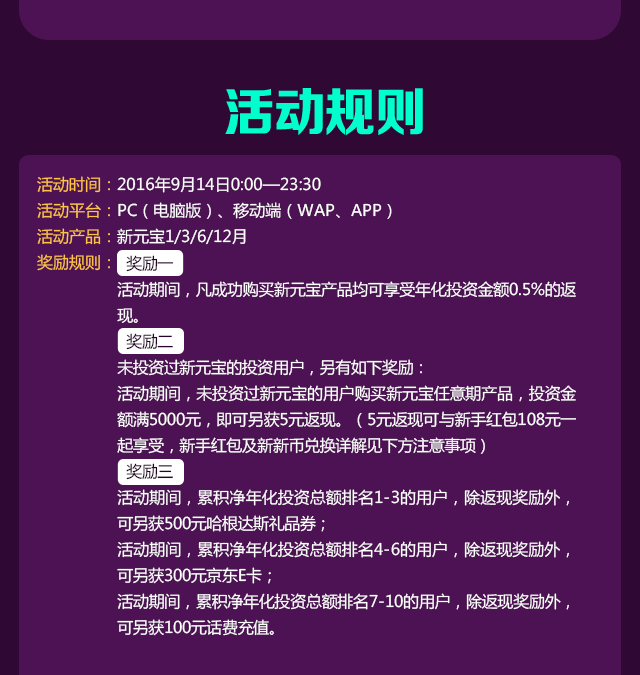 活动规则
活动时间：2016年9月14日0:00—23:30
活动平台：PC（电脑版）、移动端（WAP、APP）
活动产品：新元宝1/3/6/12月
奖励规则：奖励一
活动期间，凡成功购买新元宝产品均可享受年化投资金额0.5%的返
现。
奖励二
未投资过新元宝的投资用户，另有如下奖励：
活动期间，未投资过新元宝的用户购买新元宝任意期产品，投资金
额满5000元，即可另获5元返现。（5元返现可与新手红包108元一
起享受，新手红包及新新币兑换详解见下方注意事项）
奖励三
活动期间，累积净年化投资总额排名1-3的用户，除返现奖励外，
可另获500元哈根达斯礼品券；
活动期间，累积净年化投资总额排名4-6的用户，除返现奖励外，
可另获300元京东E卡；
活动期间，累积净年化投资总额排名7-10的用户，除返现奖励外，
可另获100元话费充值。